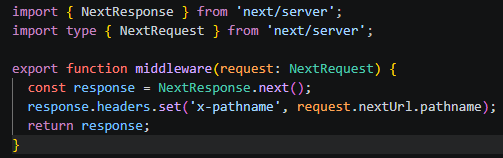 import { NextResponse } from 'next/server';
import type { NextRequest } from 'next/server';

export function middleware(request: NextRequest) {
  const response = NextResponse.next();
  response.headers.set('x-pathname', request.nextUrl.pathname);
  return response;
}